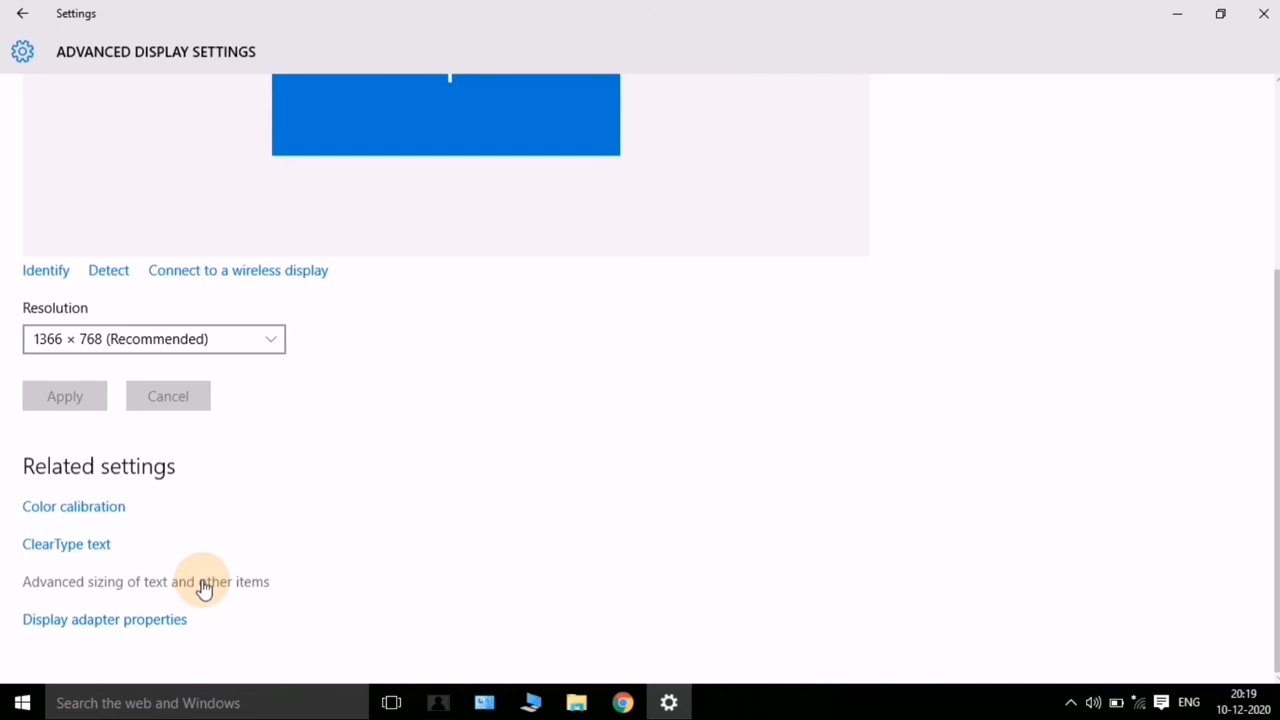 Settings
ADVANCED DISPLAY SETTINGS
Identify Detect Connect to a wireless display
Resolution
1366 × 768 (Recommended)
Apply Cancel
Related settings
Color calibration
ClearType text
Advanced sizing of text and other items
Display adapter properties
Search the web and Windows
ENG
20:19
10-12-2020